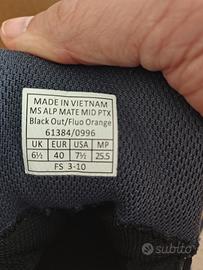 MADE IN VIETNAM
MS ALP MATE MID PTX
Black Out/Fluo Orange
61384/0996
UK EUR USA MP
6½ 40 7½ 25.5
FS 3-10
subito